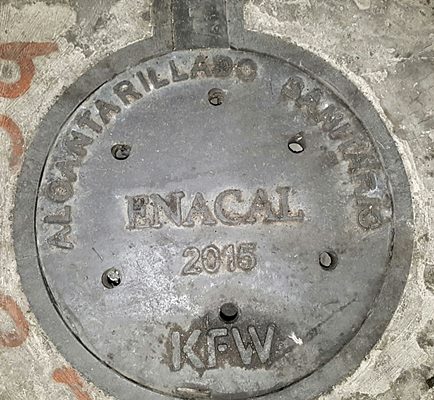 ALCANTARILLADO SANITARIO
ENACAL
2015
KFW